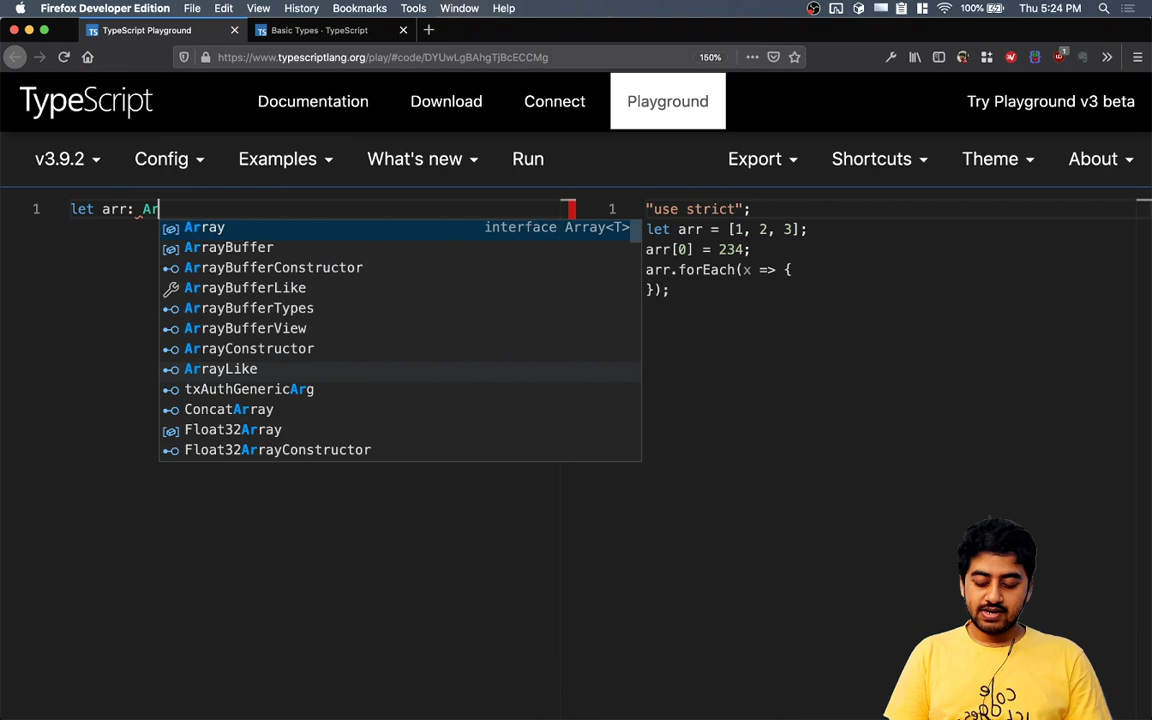 Firefox Developer Edition File Edit View History Bookmarks Tools Window Help 100% Thu 5:24 PM
TS TypeScript Playground TS Basic Types - TypeScript
https://www.typescriptlang.org/play/#code/DYUwLgBAhgTjBcECCMg 150%
TypeScript Documentation Download Connect Playground Try Playground v3 beta
v3.9.2 Config Examples What's new Run Export Shortcuts Theme About
1 let arr: Ar
Array interface Array<T>
ArrayBuffer
ArrayBufferConstructor
ArrayBufferLike
ArrayBufferTypes
ArrayBufferView
ArrayConstructor
ArrayLike
txAuthGenericArg
ConcatArray
Float32Array
Float32ArrayConstructor
1 "use strict";
let arr = [1, 2, 3];
arr[0] = 234;
arr.forEach(x => {
});
code